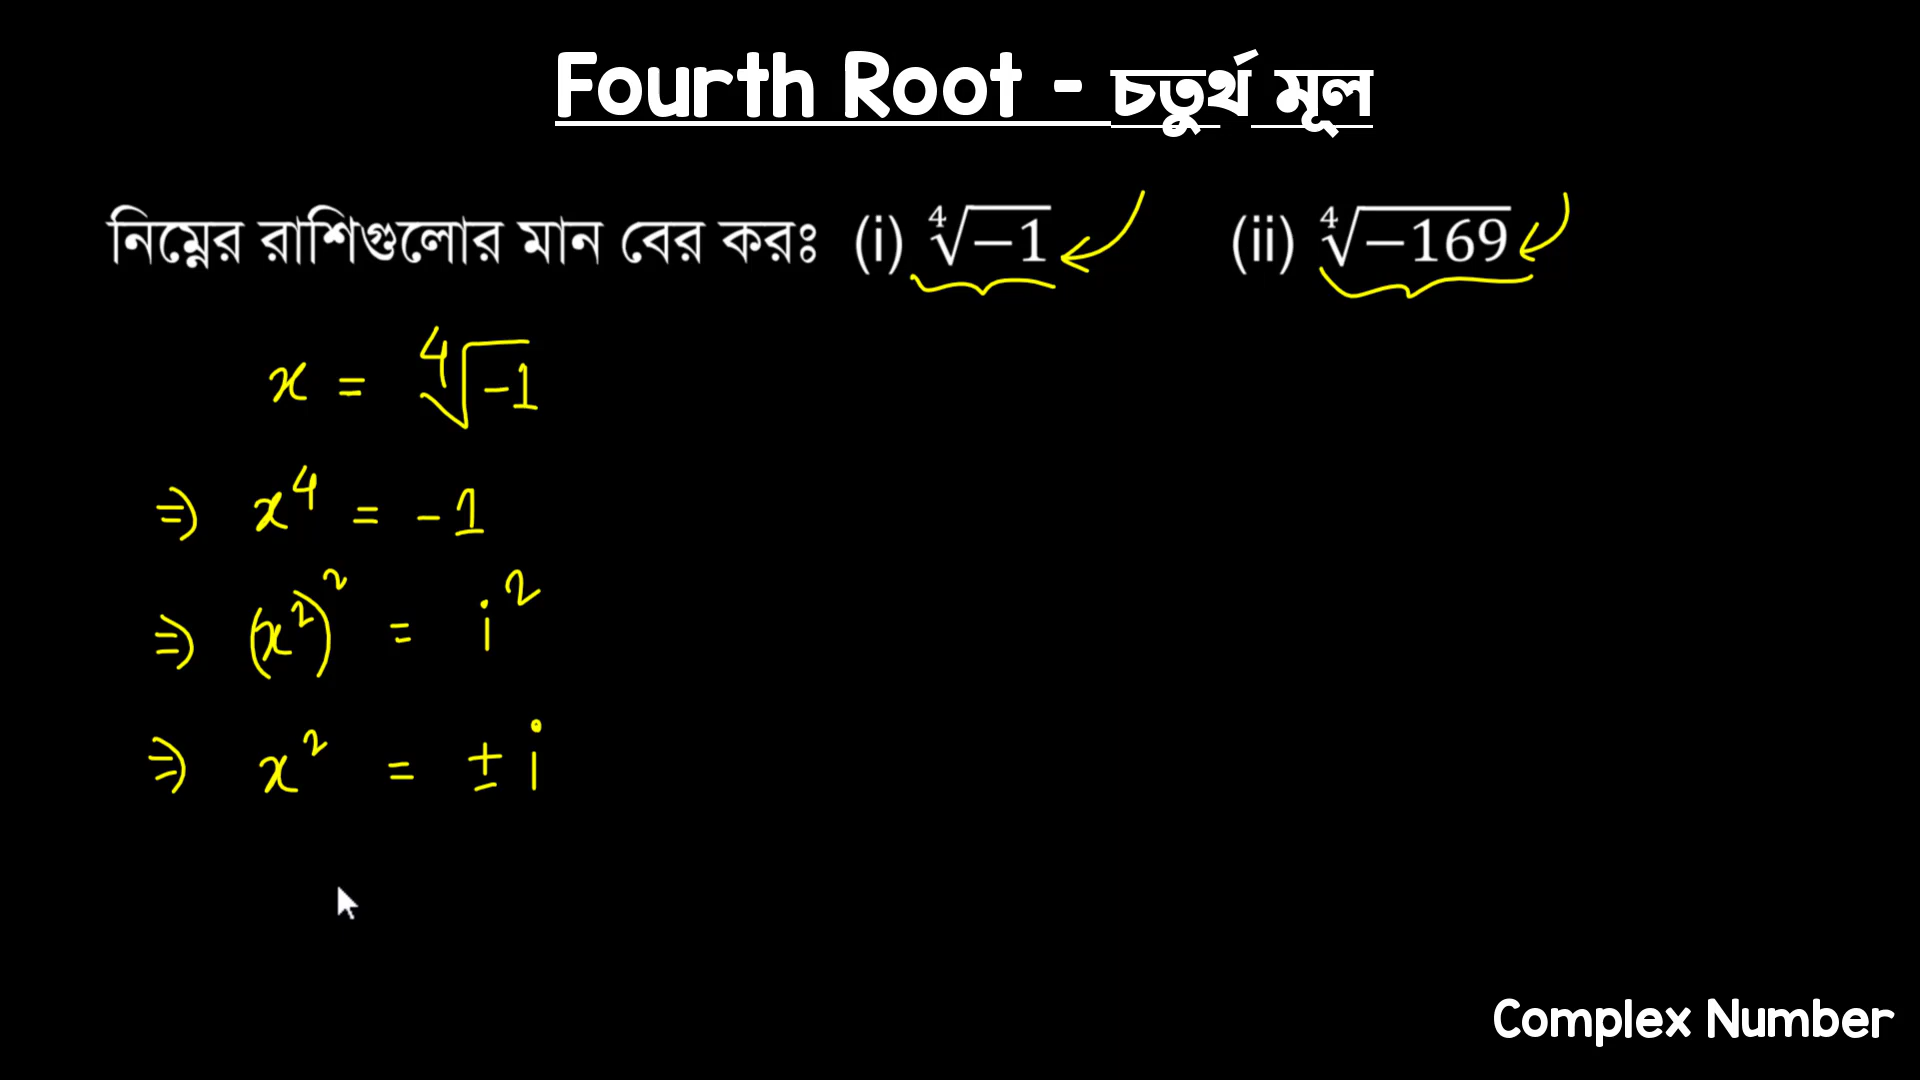 Fourth Root - চতুর্থ মূল
নিম্নের রাশিগুলোর মান বের করঃ (i) ∜−1 (ii) ∜−169
x = ∜-1
⇒ x⁴ = -1
⇒ (x²)² = i²
⇒ x² = ± i
Complex Number